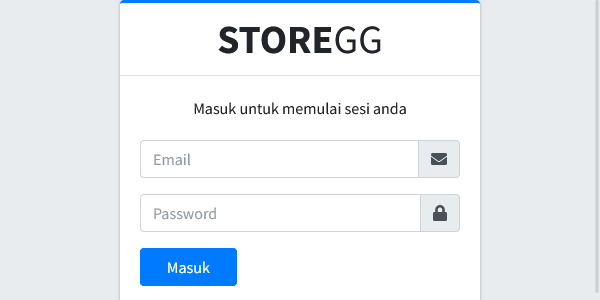 STOREGG
Masuk untuk memulai sesi anda
Email
Password
Masuk